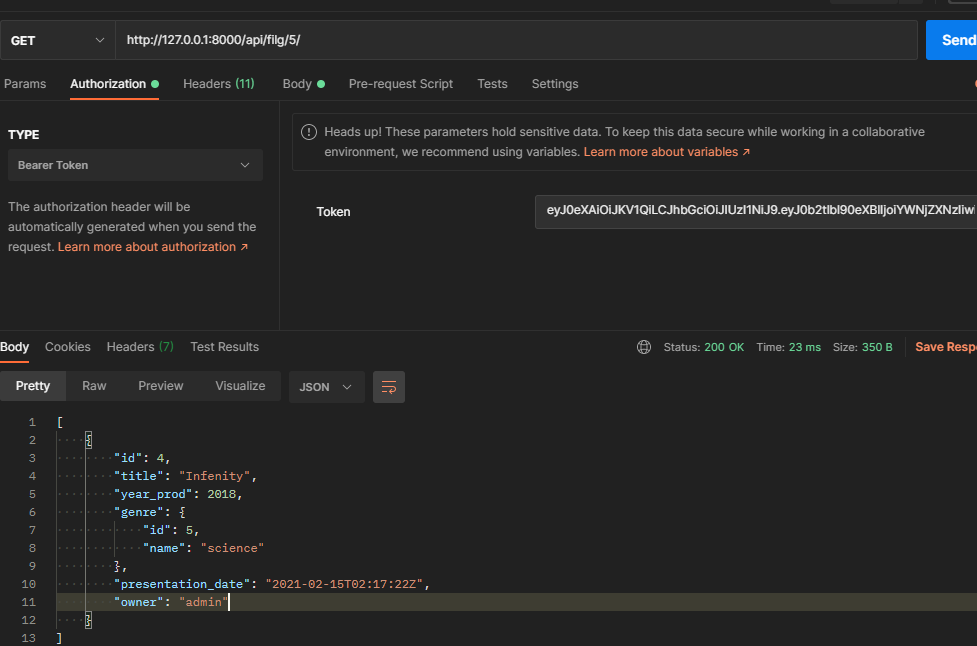 GET http://127.0.0.1:8000/api/filg/5/ Send
Params Authorization Headers (11) Body Pre-request Script Tests Settings
TYPE
Bearer Token
The authorization header will be
automatically generated when you send the
request. Learn more about authorization ↗
Heads up! These parameters hold sensitive data. To keep this data secure while working in a collaborative
environment, we recommend using variables. Learn more about variables ↗
Token
Body Cookies Headers (7) Test Results Status: 200 OK Time: 23 ms Size: 350 B Save Resp
Pretty Raw Preview Visualize JSON
1 [
2 {
3 "id": 4,
4 "title": "Infenity",
5 "year_prod": 2018,
6 "genre": {
7 "id": 5,
8 "name": "science"
9 },
10 "presentation_date": "2021-02-15T02:17:22Z",
11 "owner": "admin"
12 }
13 ]